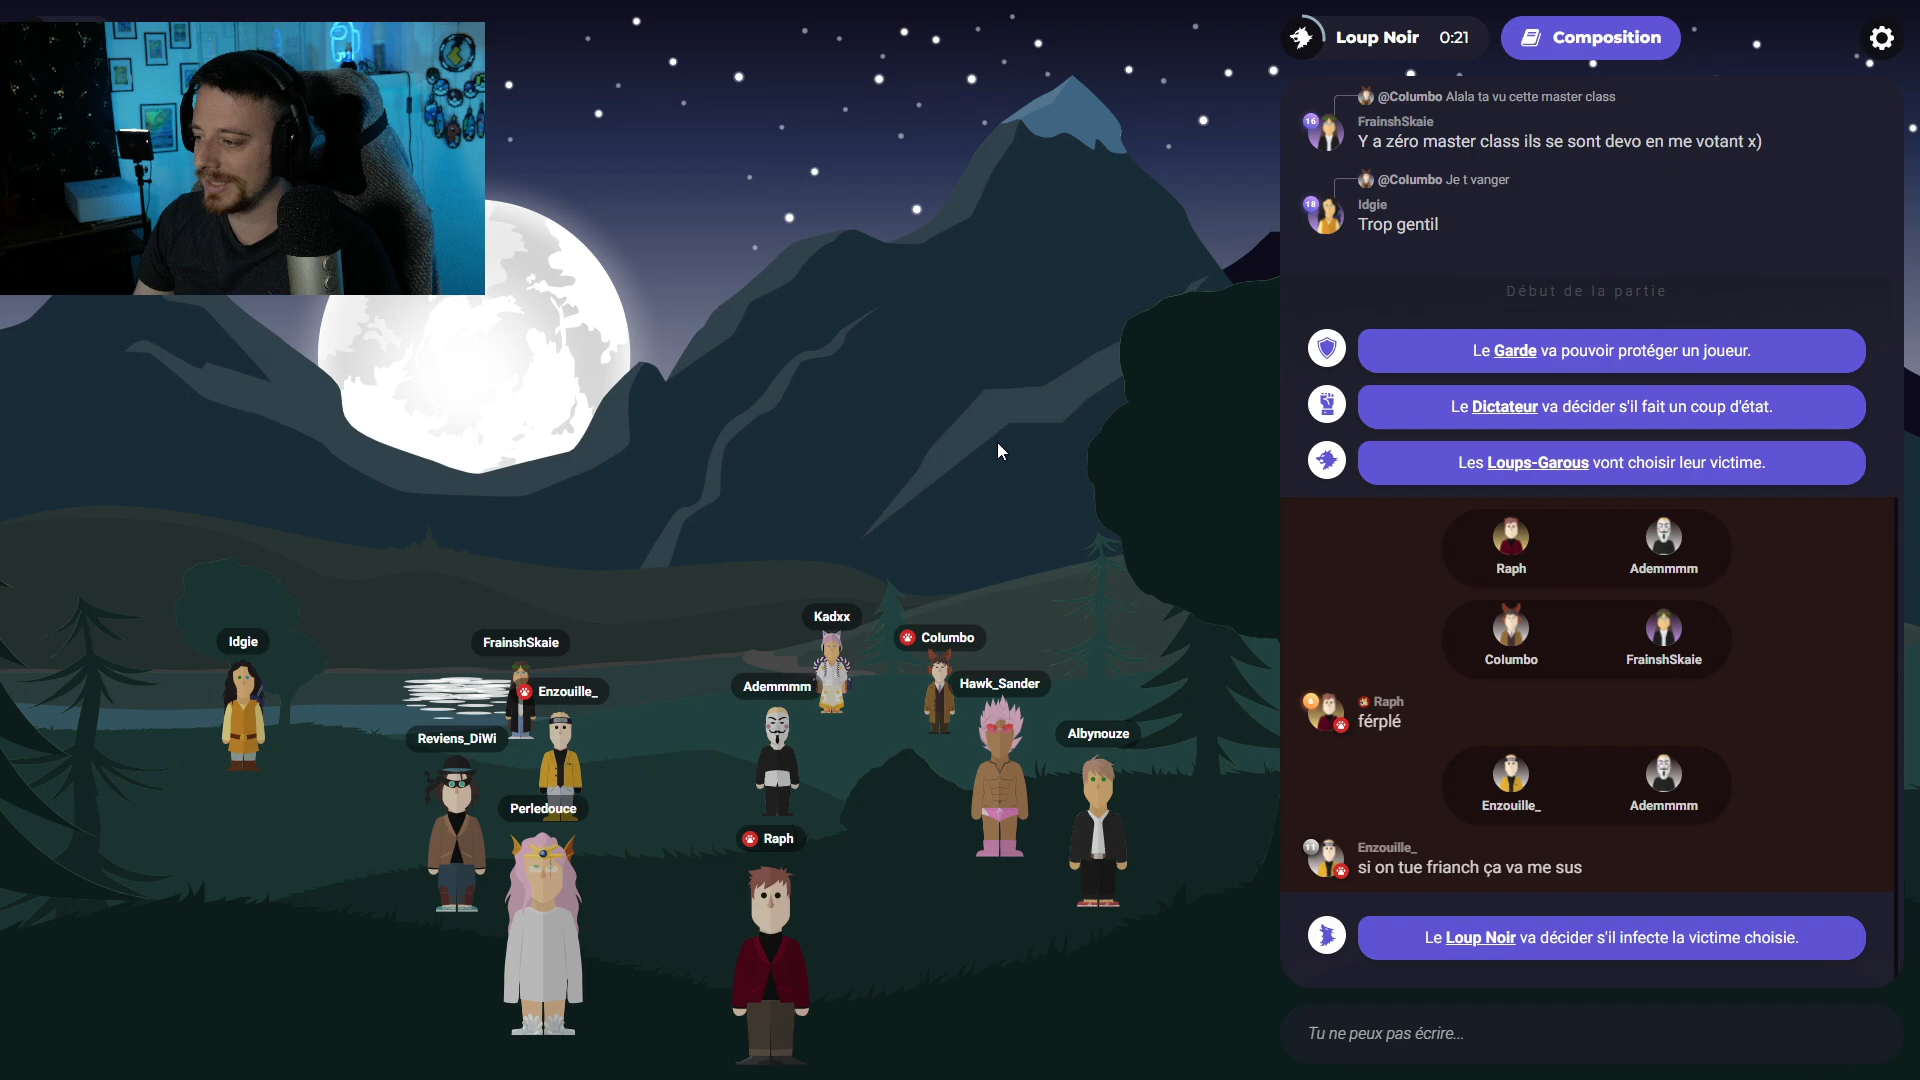 Loup Noir 0:21
Composition
@Columbo Alala ta vu cette master class
16
FrainshSkaie
Y a zéro master class ils se sont devo en me votant x)
@Columbo Je t vanger
18
Idgie
Trop gentil
Début de la partie
Le Garde va pouvoir protéger un joueur.
Le Dictateur va décider s'il fait un coup d'état.
Les Loups-Garous vont choisir leur victime.
Raph
Ademmmm
Columbo
FrainshSkaie
6
Raph
férplé
Enzouille_
Ademmmm
11
Enzouille_
si on tue frianch ça va me sus
Le Loup Noir va décider s'il infecte la victime choisie.
Tu ne peux pas écrire...
Idgie
FrainshSkaie
Enzouille_
Reviens_DiWi
Perledouce
Kadxx
Columbo
Ademmmm
Hawk_Sander
Albynouze
Raph